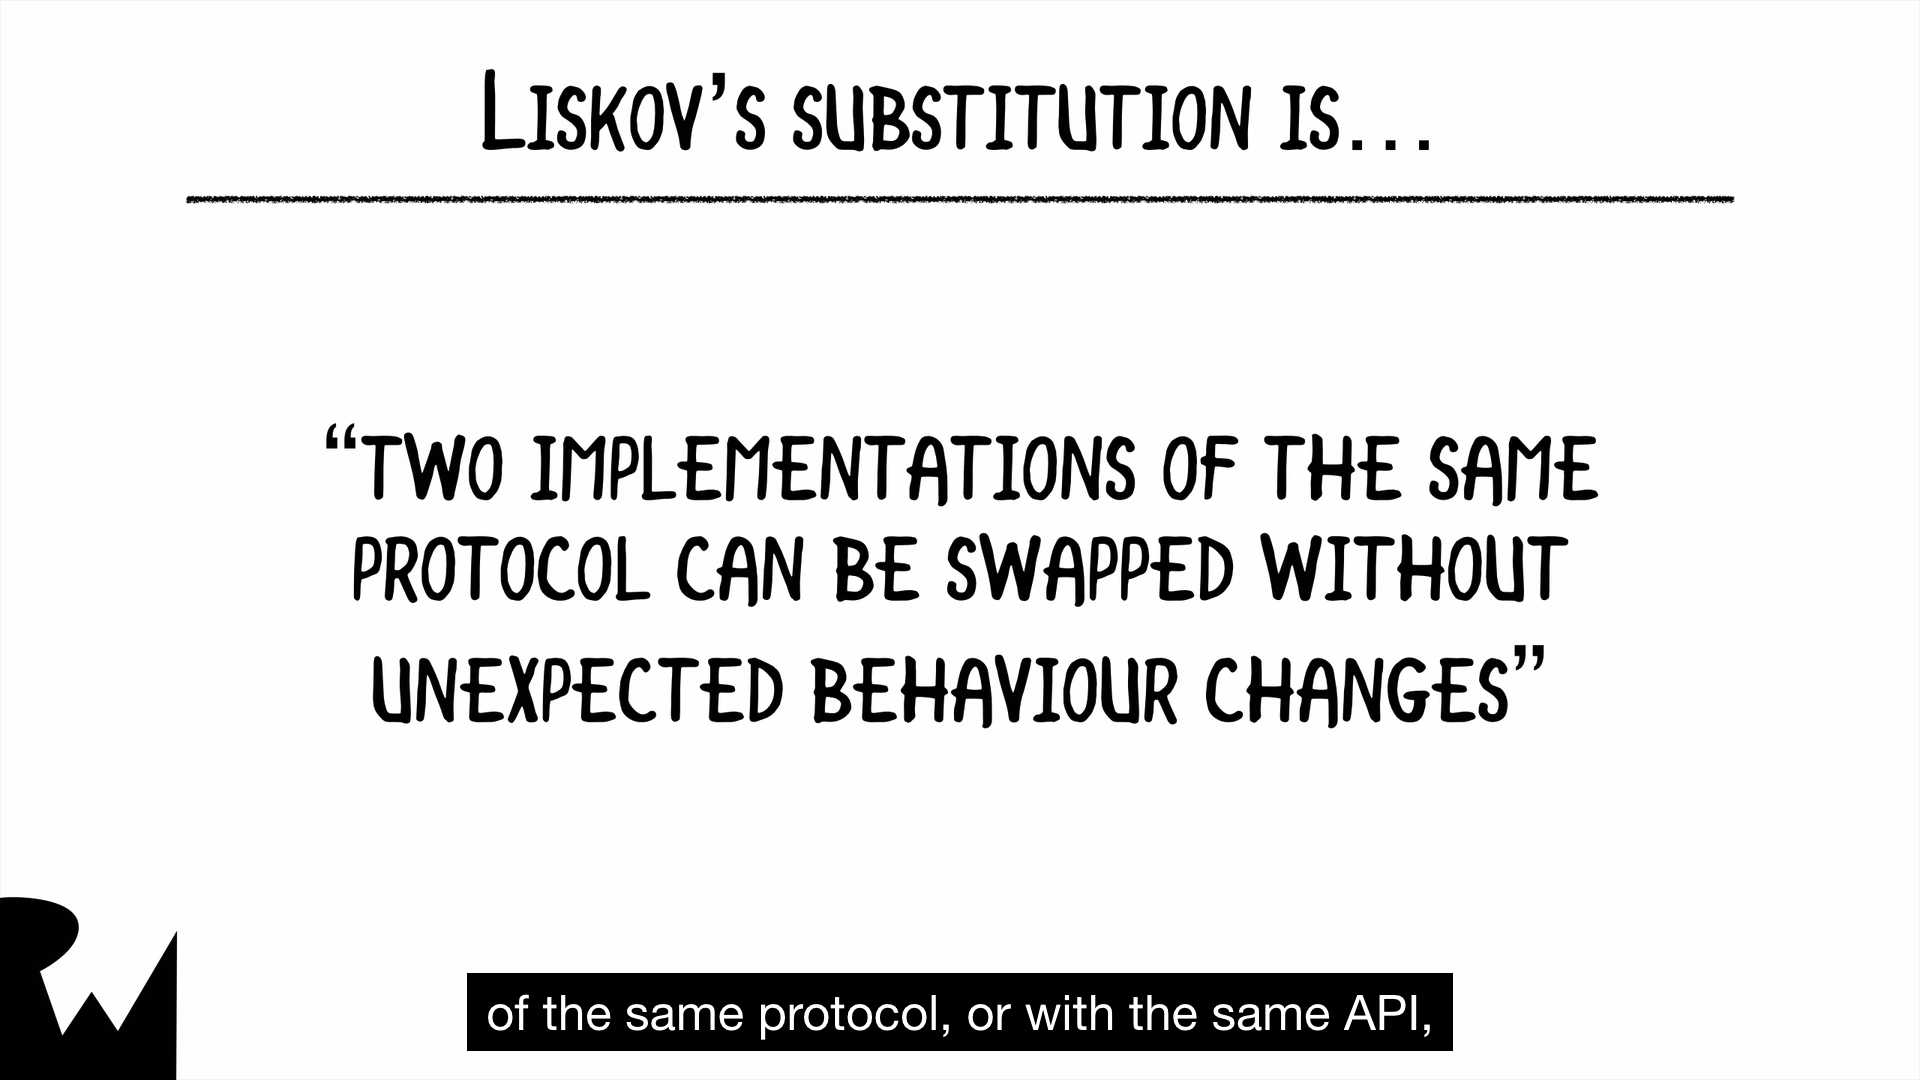 Liskov’s substitution is...
“Two implementations of the same
protocol can be swapped without
unexpected behaviour changes”
of the same protocol, or with the same API,